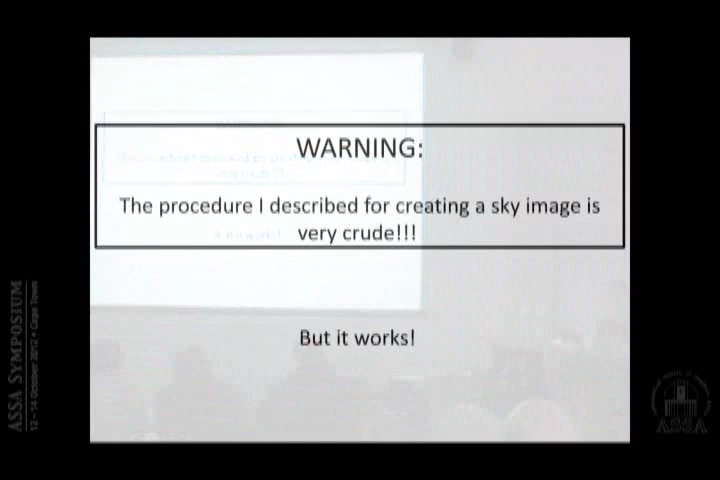 WARNING:
The procedure I described for creating a sky image is
very crude!!!
But it works!
ASSA SYMPOSIUM
12 - 14 October 2012 • Cape Town
ASSA